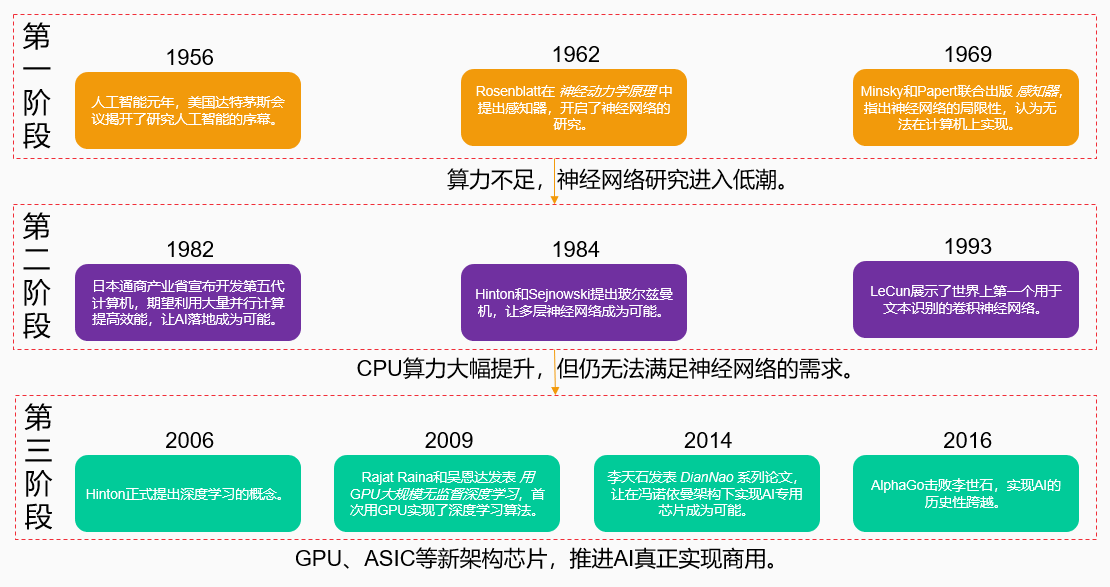 第一阶段
1956
人工智能元年，美国达特茅斯会
议揭开了研究人工智能的序幕。
1962
Rosenblatt在 神经动力学原理 中
提出感知器，开启了神经网络的
研究。
1969
Minsky和Papert联合出版 感知器，
指出神经网络的局限性，认为无
法在计算机上实现。
算力不足，神经网络研究进入低潮。
第二阶段
1982
日本通商产业省宣布开发第五代
计算机，期望利用大量并行计算
提高效能，让AI落地成为可能。
1984
Hinton和Sejnowski提出玻尔兹曼
机，让多层神经网络成为可能。
1993
LeCun展示了世界上第一个用于
文本识别的卷积神经网络。
CPU算力大幅提升，但仍无法满足神经网络的需求。
第三阶段
2006
Hinton正式提出深度学习的概念。
2009
Rajat Raina和吴恩达发表 用
GPU大规模无监督深度学习，首
次用GPU实现了深度学习算法。
2014
李天石发表 DianNao 系列论文，
让在冯诺依曼架构下实现AI专用
芯片成为可能。
2016
AlphaGo击败李世石，实现AI的
历史性跨越。
GPU、ASIC等新架构芯片，推进AI真正实现商用。